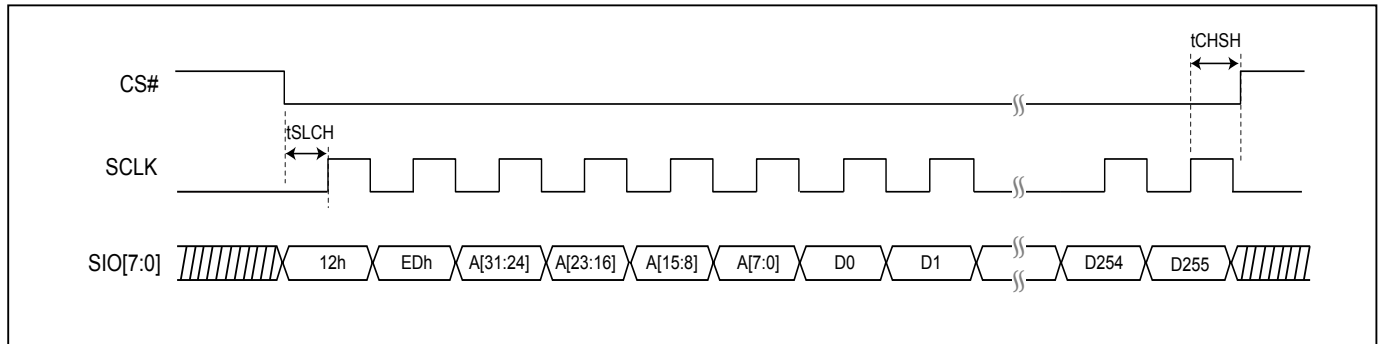 tCHSH
CS#
tSLCH
SCLK
SIO[7:0] 12h EDh A[31:24] A[23:16] A[15:8] A[7:0] D0 D1 D254 D255